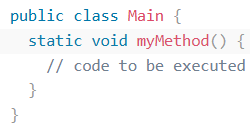 public class Main {
  static void myMethod() {
    // code to be executed
  }
}